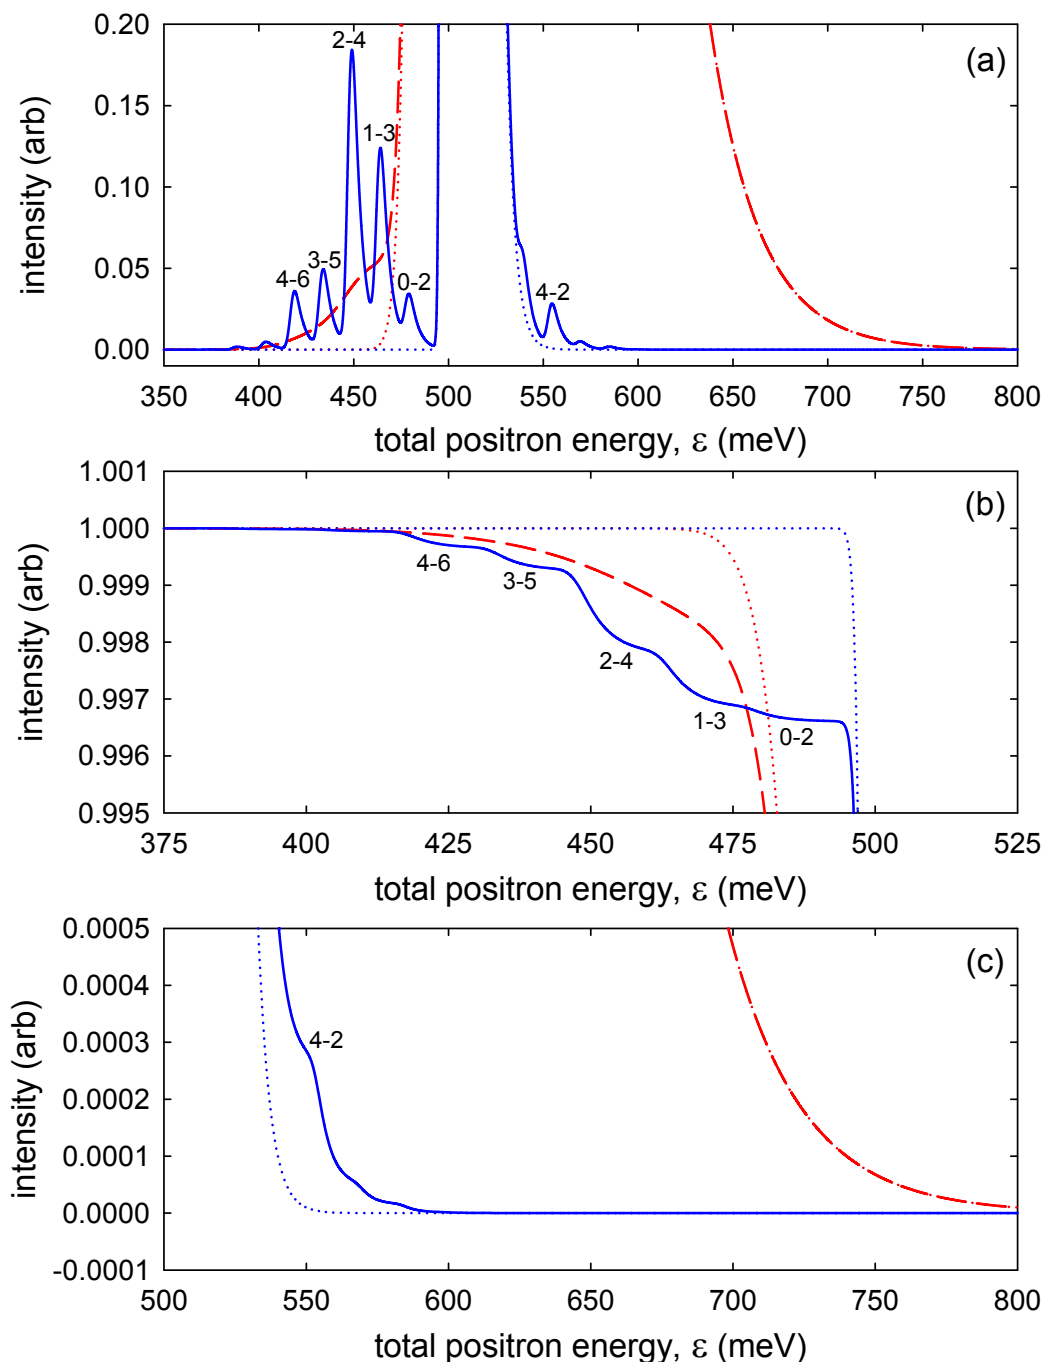 (a)
intensity (arb)
0.20
0.15
0.10
0.05
0.00
2-4
1-3
3-5
4-6
0-2
4-2
350 400 450 500 550 600 650 700 750 800
total positron energy, ε (meV)
(b)
intensity (arb)
1.001
1.000
0.999
0.998
0.997
0.996
0.995
4-6
3-5
2-4
1-3
0-2
375 400 425 450 475 500 525
total positron energy, ε (meV)
(c)
intensity (arb)
0.0005
0.0004
0.0003
0.0002
0.0001
0.0000
-0.0001
4-2
500 550 600 650 700 750 800
total positron energy, ε (meV)